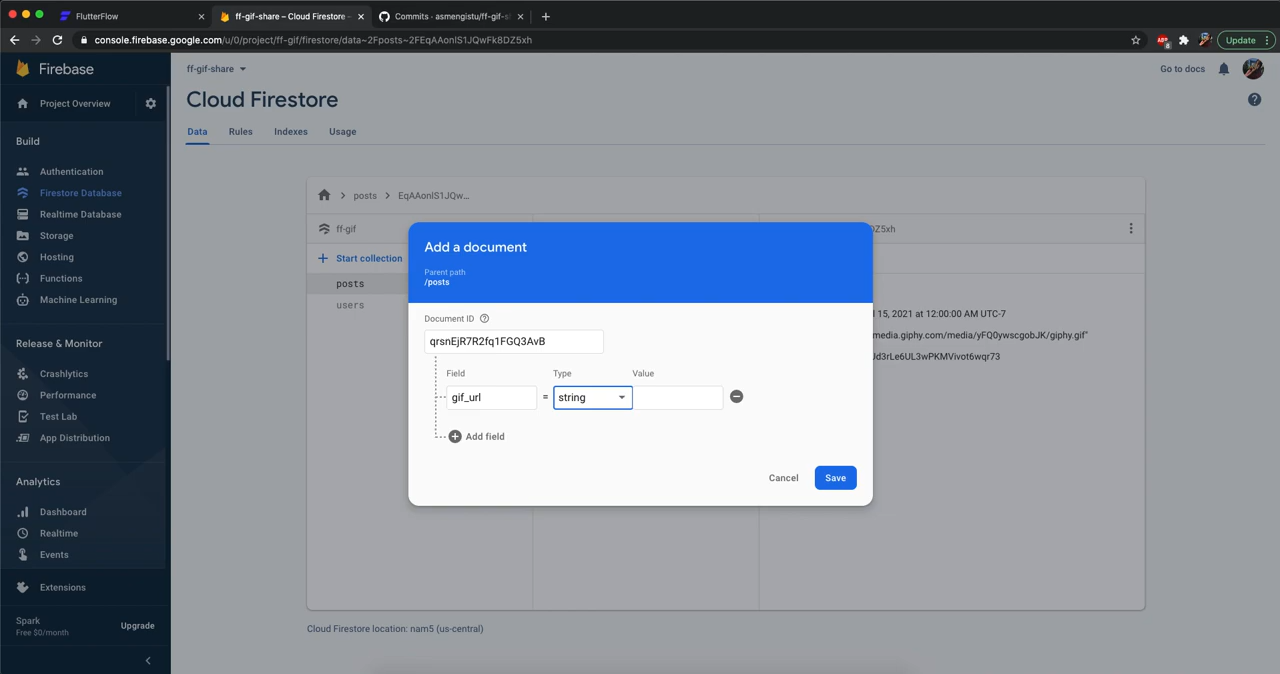 FlutterFlow
ff-gif-share – Cloud Firestore -
Commits · asmengistu/ff-gif-s
console.firebase.google.com/u/0/project/ff-gif/firestore/data~2Fposts~2FEqAAonlS1JQwFk8DZ5xh
ABP
Update
Firebase
ff-gif-share
Go to docs
Project Overview
Cloud Firestore
Data
Rules
Indexes
Usage
Build
Authentication
Firestore Database
Realtime Database
Storage
Hosting
Functions
Machine Learning
Release & Monitor
Crashlytics
Performance
Test Lab
App Distribution
Analytics
Dashboard
Realtime
Events
Extensions
Spark
Free $0/month
Upgrade
posts
EqAAonlS1JQw...
ff-gif
DZ5xh
Start collection
posts
users
15, 2021 at 12:00:00 AM UTC-7
media.giphy.com/media/yFQ0ywscgobJK/giphy.gif"
Jd3rLe6UL3wPKMVivot6wqr73
Add a document
Parent path
/posts
Document ID
qrsnEjR7R2fq1FGQ3AvB
Field
Type
Value
gif_url
=
string
Add field
Cancel
Save
Cloud Firestore location: nam5 (us-central)